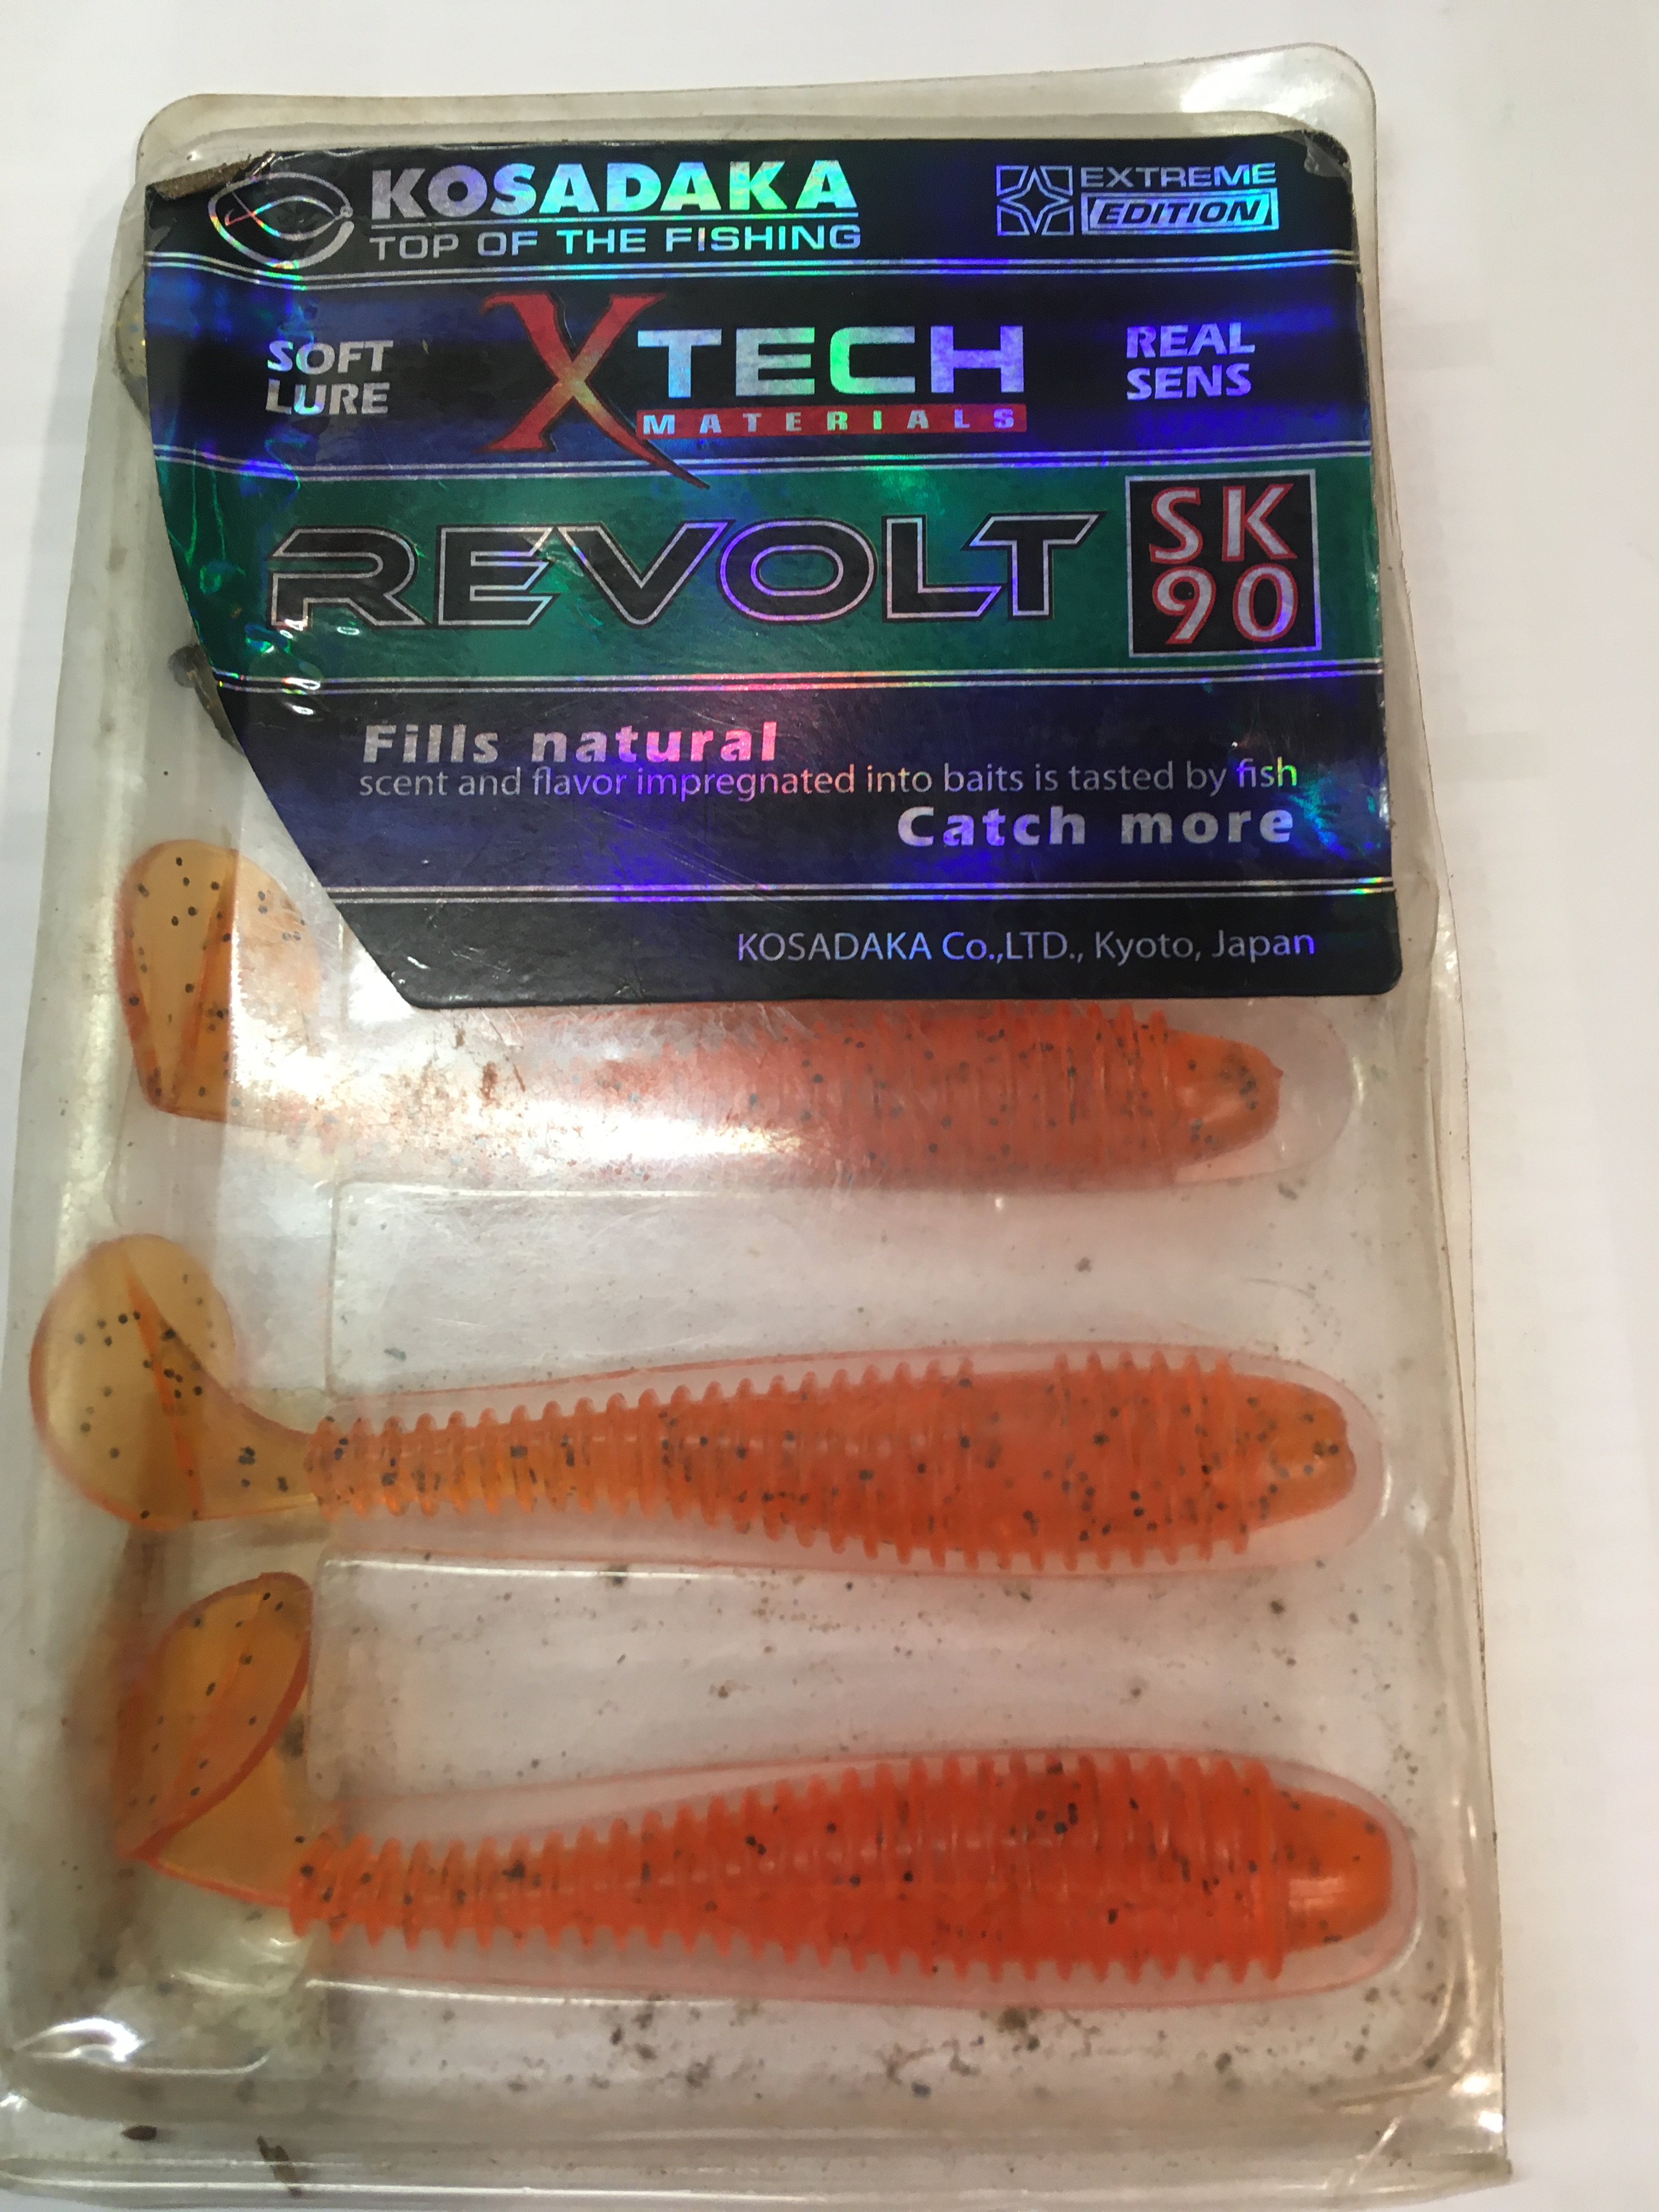 KOSADAKA
TOP OF THE FISHING
EXTREME
EDITION
SOFT
LURE
XTECH
MATERIALS
REAL
SENS
REVOLT
SK
90
Fills natural
scent and flavor impregnated into baits is tasted by fish
Catch more
KOSADAKA Co.,LTD., Kyoto, Japan